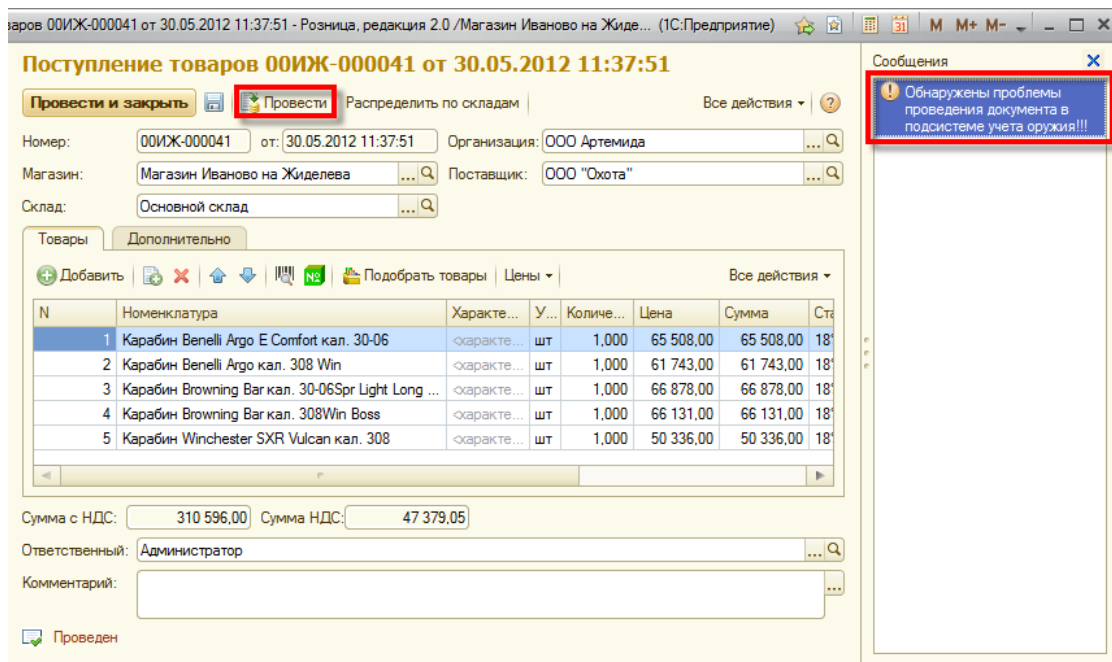 заров 00ИЖ-000041 от 30.05.2012 11:37:51 - Розница, редакция 2.0 /Магазин Иваново на Жиде... (1С:Предприятие) 31 M M+ M-
Поступление товаров 00ИЖ-000041 от 30.05.2012 11:37:51
Провести и закрыть Провести Распределить по складам Все действия ?
Номер: 00ИЖ-000041 от: 30.05.2012 11:37:51 Организация: ООО Артемида ...
Магазин: Магазин Иваново на Жиделева ... Поставщик: ООО "Охота" ...
Склад: Основной склад ...
Товары Дополнительно
Добавить № Подобрать товары Цены Все действия
N Номенклатура Характе... У... Количе... Цена Сумма Ста
1 Карабин Benelli Argo E Comfort кал. 30-06 <характе... шт 1,000 65 508,00 65 508,00 18
2 Карабин Benelli Argo кал. 308 Win <характе... шт 1,000 61 743,00 61 743,00 18
3 Карабин Browning Bar кал. 30-06Spr Light Long ... <характе... шт 1,000 66 878,00 66 878,00 18
4 Карабин Browning Bar кал. 308Win Boss <характе... шт 1,000 66 131,00 66 131,00 18
5 Карабин Winchester SXR Vulcan кал. 308 <характе... шт 1,000 50 336,00 50 336,00 18
Сумма с НДС: 310 596,00 Сумма НДС: 47 379,05
Ответственный: Администратор ...
Комментарий: ...
Проведен
Сообщения
Обнаружены проблемы
проведения документа в
подсистеме учета оружия!!!